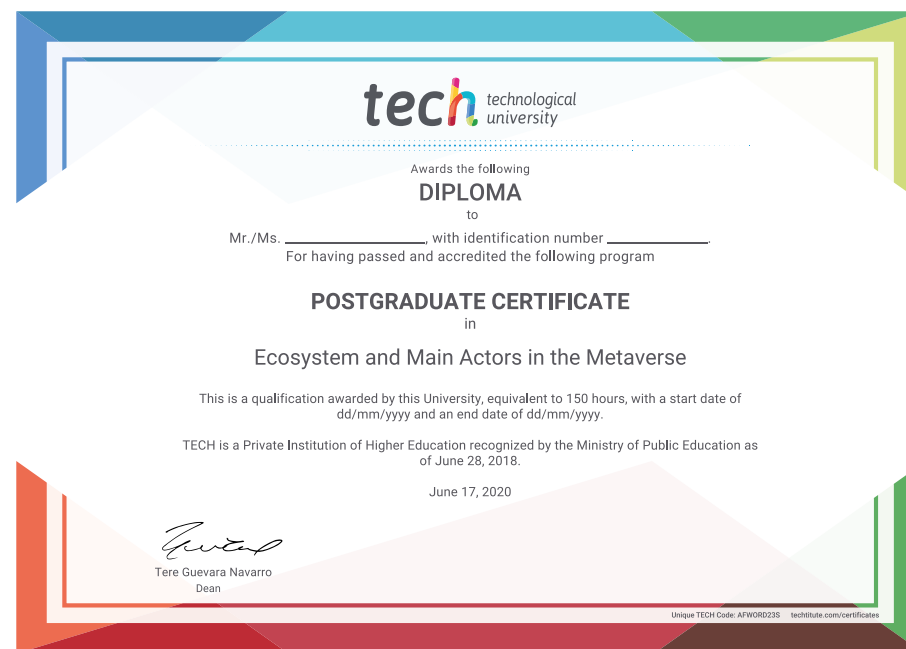 tech technological
university
Awards the following
DIPLOMA
to
Mr./Ms. ____________________, with identification number ______________.
For having passed and accredited the following program
POSTGRADUATE CERTIFICATE
in
Ecosystem and Main Actors in the Metaverse
This is a qualification awarded by this University, equivalent to 150 hours, with a start date of
dd/mm/yyyy and an end date of dd/mm/yyyy.
TECH is a Private Institution of Higher Education recognized by the Ministry of Public Education as
of June 28, 2018.
June 17, 2020
Tere Guevara Navarro
Dean
Unique TECH Code: AFWORD23S techtitute.com/certificates